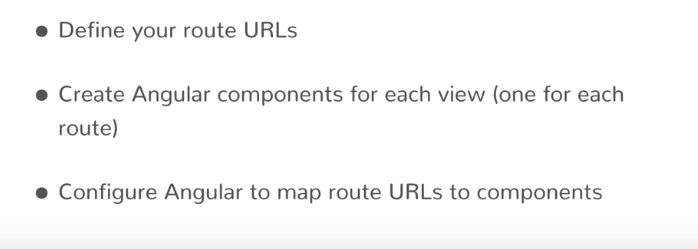 ● Define your route URLs
● Create Angular components for each view (one for each
route)
● Configure Angular to map route URLs to components